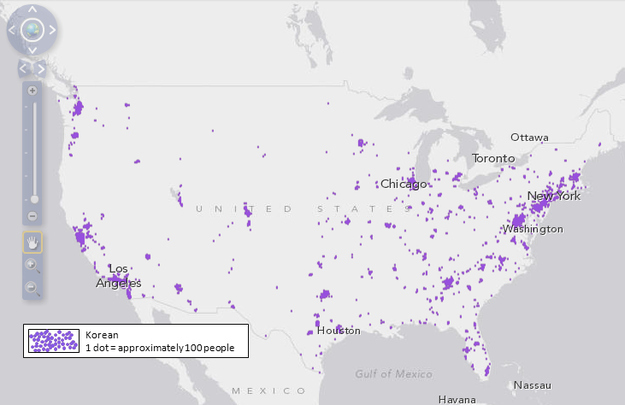 Ottawa
Toronto
Chicago
New York
UNITED STATES
Washington
Los
Angeles
Houston
Korean
1 dot = approximately 100 people
Gulf of Mexico
MEXICO
Nassau
Havana